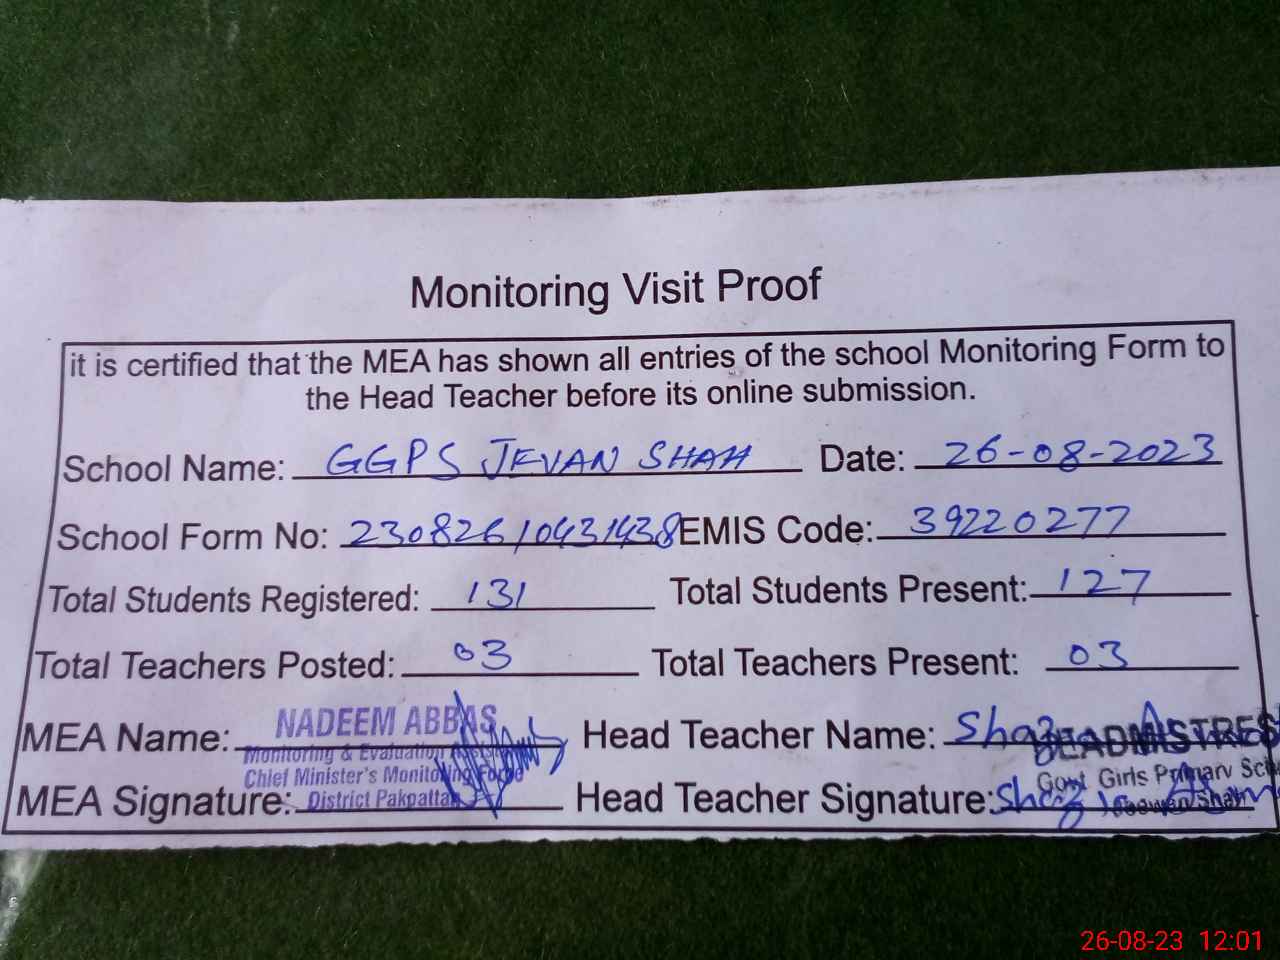 Monitoring Visit Proof
it is certified that the MEA has shown all entries of the school Monitoring Form to
the Head Teacher before its online submission.
School Name: GGPS JEVAN SHAH Date: 26-08-2023
School Form No: 23082610431438 EMIS Code: 39220277
Total Students Registered: 131 Total Students Present: 127
Total Teachers Posted: 03 Total Teachers Present: 03
MEA Name: NADEEM ABBAS Head Teacher Name:
Monitoring & Evaluation HEADMISTRES
Chief Minister's Monitoring Force Govt Girls Primary Sch
MEA Signature: District Pakpattan Head Teacher Signature: Shah
26-08-23 12:01